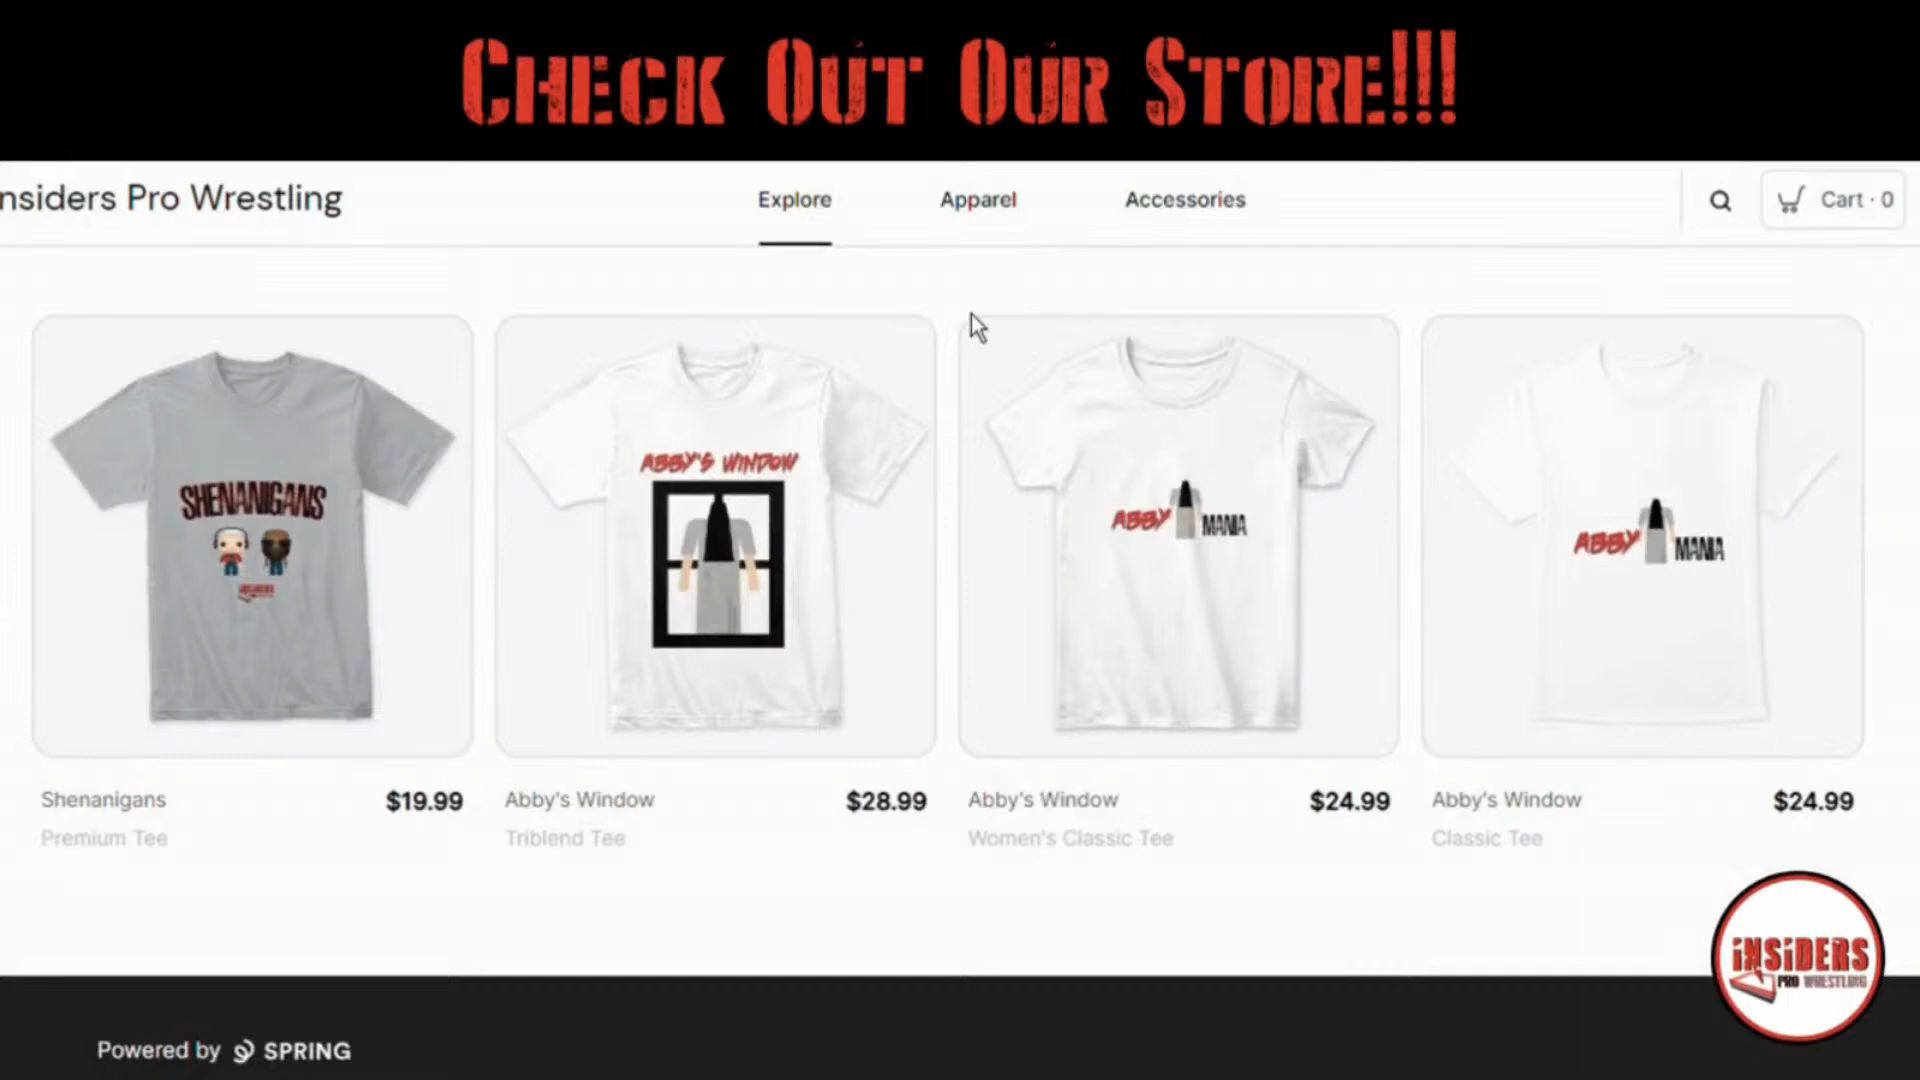 CHECK OUT OUR STORE!!!
nsiders Pro Wrestling
Explore
Apparel
Accessories
Cart · 0
SHENANIGANS
INSIDERS
ABBY'S WINDOW
ABBY MANIA
ABBY MANIA
Shenanigans
$19.99
Premium Tee
Abby's Window
$28.99
Triblend Tee
Abby's Window
$24.99
Women's Classic Tee
Abby's Window
$24.99
Classic Tee
iNSiDERS
PRO WRESTLING
Powered by SPRING